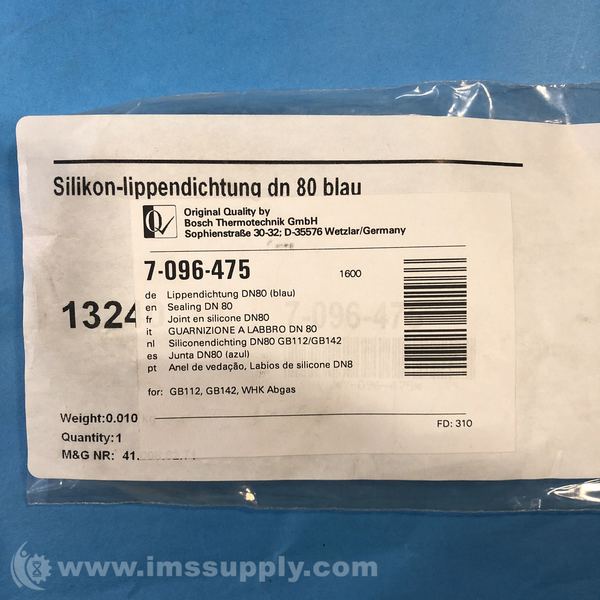 Silikon-lippendichtung dn 80 blau
Original Quality by
Bosch Thermotechnik GmbH
Sophienstraße 30-32; D-35576 Wetzlar/Germany
7-096-475 1600
de Lippendichtung DN80 (blau)
en Sealing DN 80
fr Joint en silicone DN80
it GUARNIZIONE A LABBRO DN 80
nl Siliconendichting DN80 GB112/GB142
es Junta DN80 (azul)
pt Anel de vedação, Labios de silicone DN8
for: GB112, GB142, WHK Abgas
FD: 310
1324
Weight:0.010
Quantity:1
M&G NR: 41.
www.imssupply.com